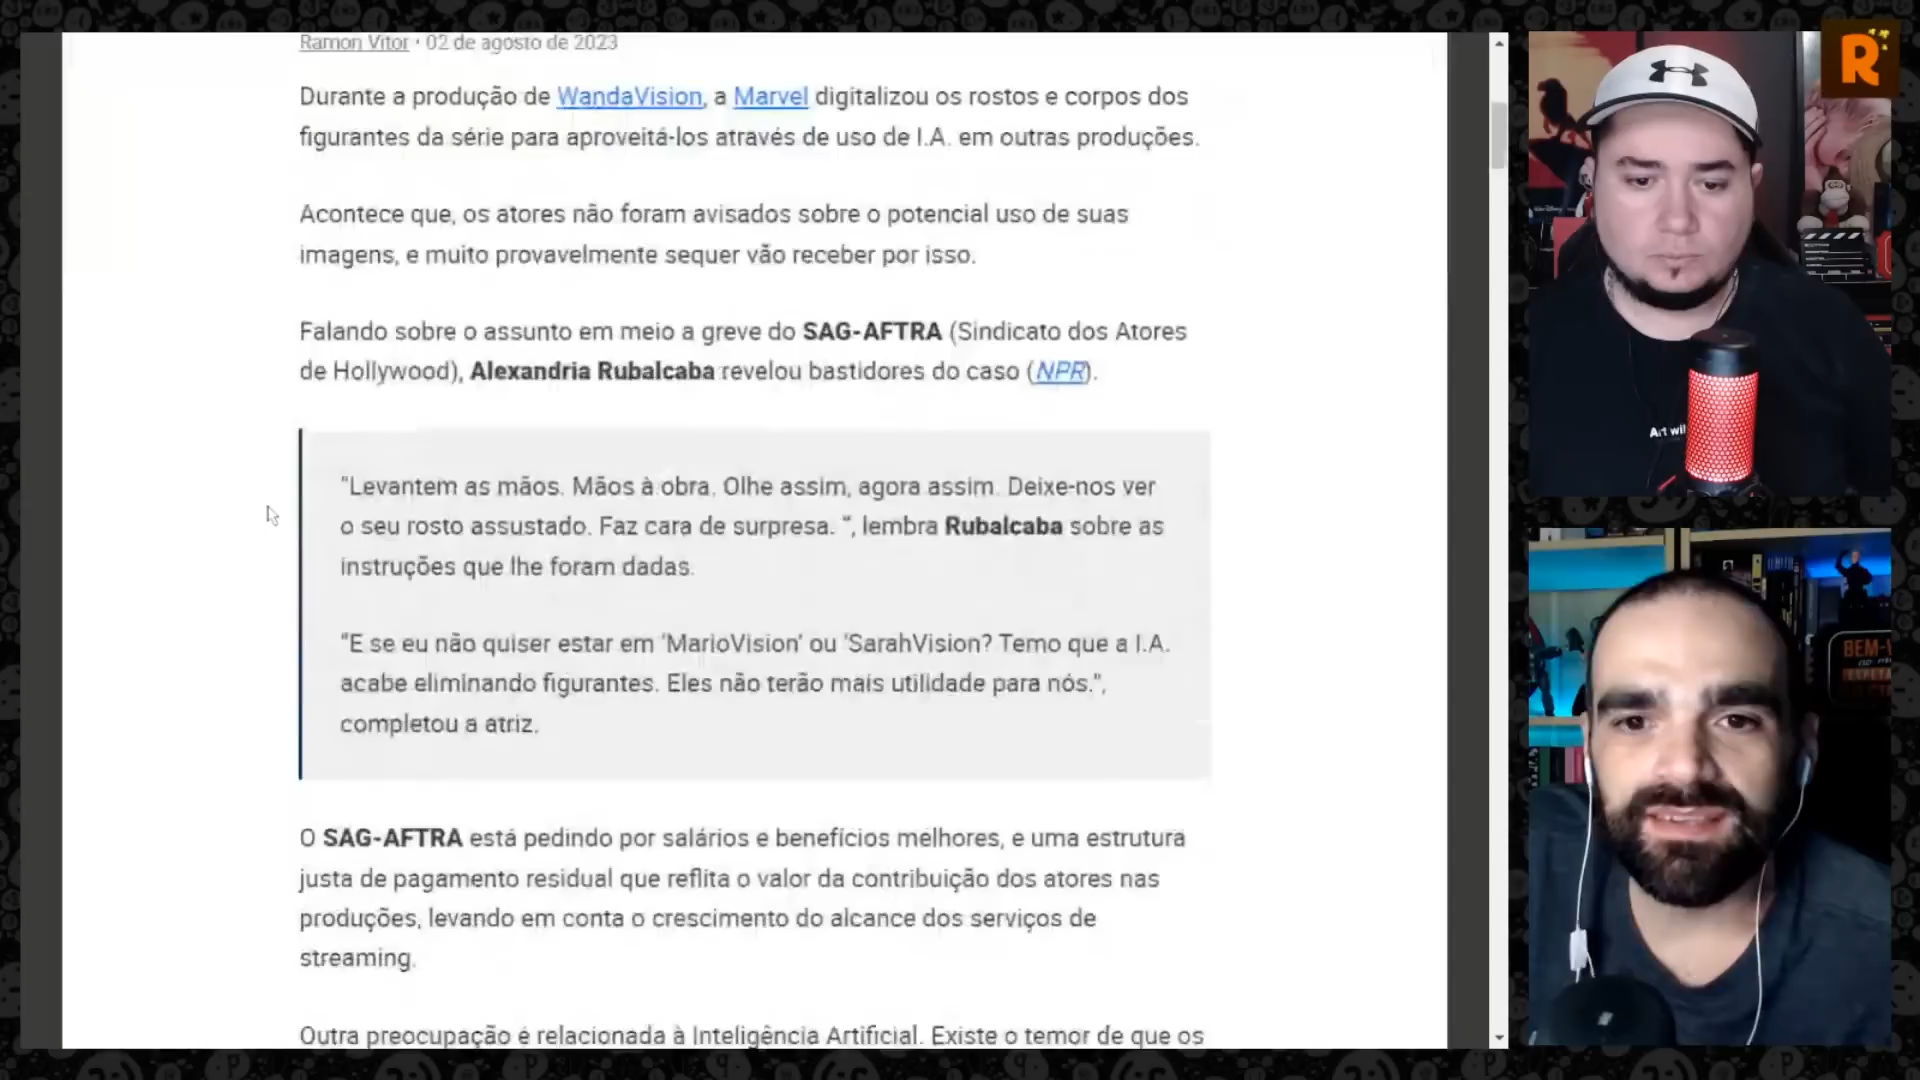 Ramon Vitor · 02 de agosto de 2023
R
Durante a produção de WandaVision, a Marvel digitalizou os rostos e corpos dos
figurantes da série para aproveitá-los através de uso de I.A. em outras produções.
Acontece que, os atores não foram avisados sobre o potencial uso de suas
imagens, e muito provavelmente sequer vão receber por isso.
Falando sobre o assunto em meio a greve do SAG-AFTRA (Sindicato dos Atores
de Hollywood), Alexandria Rubalcaba revelou bastidores do caso (NPR).
"Levantem as mãos. Mãos à obra. Olhe assim, agora assim. Deixe-nos ver
o seu rosto assustado. Faz cara de surpresa. “, lembra Rubalcaba sobre as
instruções que lhe foram dadas.
"E se eu não quiser estar em 'MarioVision' ou 'SarahVision? Temo que a I.A.
acabe eliminando figurantes. Eles não terão mais utilidade para nós.",
completou a atriz.
O SAG-AFTRA está pedindo por salários e benefícios melhores, e uma estrutura
justa de pagamento residual que reflita o valor da contribuição dos atores nas
produções, levando em conta o crescimento do alcance dos serviços de
streaming.
Outra preocupação é relacionada à Inteligência Artificial. Existe o temor de que os
Art wil
BEM-V